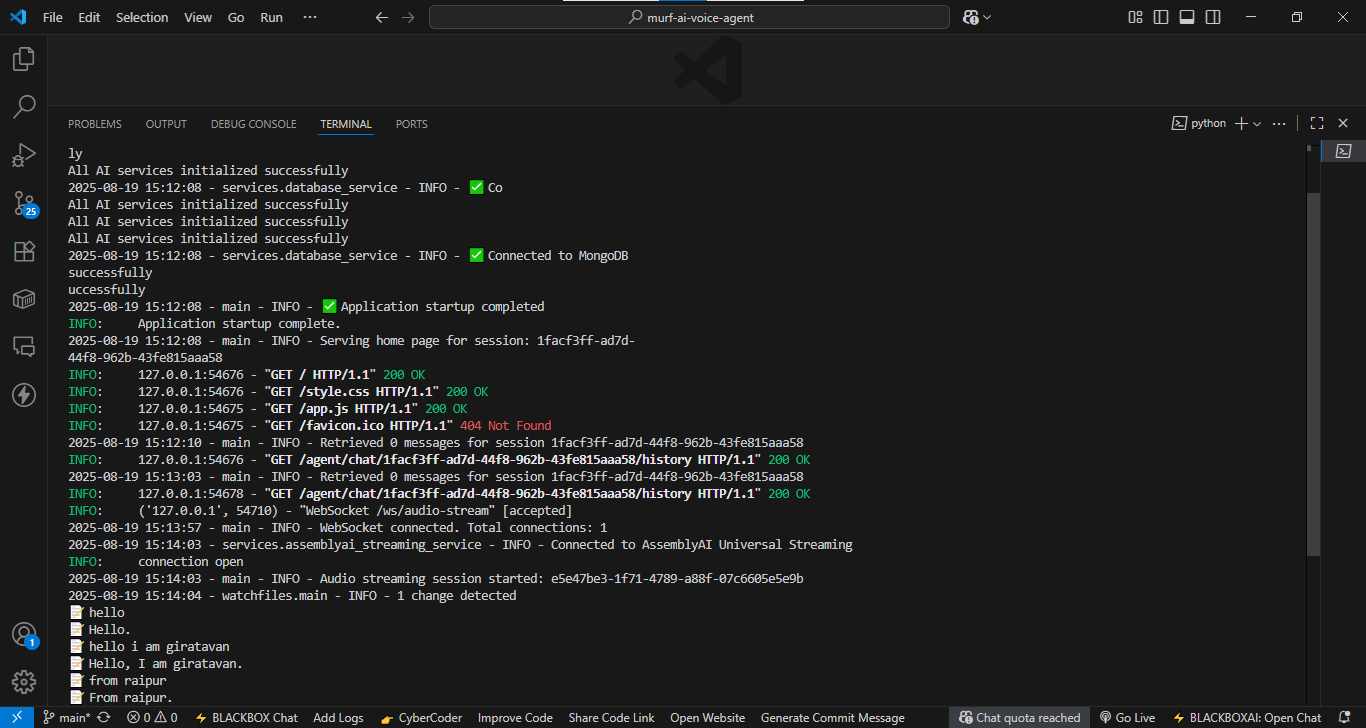 File Edit Selection View Go Run ··· murf-ai-voice-agent
PROBLEMS OUTPUT DEBUG CONSOLE TERMINAL PORTS python
ly
All AI services initialized successfully
2025-08-19 15:12:08 - services.database_service - INFO - ✅ Co
All AI services initialized successfully
All AI services initialized successfully
All AI services initialized successfully
2025-08-19 15:12:08 - services.database_service - INFO - ✅ Connected to MongoDB
successfully
uccessfully
2025-08-19 15:12:08 - main - INFO - ✅ Application startup completed
INFO: Application startup complete.
2025-08-19 15:12:08 - main - INFO - Serving home page for session: 1facf3ff-ad7d-
44f8-962b-43fe815aaa58
INFO: 127.0.0.1:54676 - "GET / HTTP/1.1" 200 OK
INFO: 127.0.0.1:54676 - "GET /style.css HTTP/1.1" 200 OK
INFO: 127.0.0.1:54675 - "GET /app.js HTTP/1.1" 200 OK
INFO: 127.0.0.1:54675 - "GET /favicon.ico HTTP/1.1" 404 Not Found
2025-08-19 15:12:10 - main - INFO - Retrieved 0 messages for session 1facf3ff-ad7d-44f8-962b-43fe815aaa58
INFO: 127.0.0.1:54676 - "GET /agent/chat/1facf3ff-ad7d-44f8-962b-43fe815aaa58/history HTTP/1.1" 200 OK
2025-08-19 15:13:03 - main - INFO - Retrieved 0 messages for session 1facf3ff-ad7d-44f8-962b-43fe815aaa58
INFO: 127.0.0.1:54678 - "GET /agent/chat/1facf3ff-ad7d-44f8-962b-43fe815aaa58/history HTTP/1.1" 200 OK
INFO: ('127.0.0.1', 54710) - "WebSocket /ws/audio-stream" [accepted]
2025-08-19 15:13:57 - main - INFO - WebSocket connected. Total connections: 1
2025-08-19 15:14:03 - services.assemblyai_streaming_service - INFO - Connected to AssemblyAI Universal Streaming
INFO: connection open
2025-08-19 15:14:03 - main - INFO - Audio streaming session started: e5e47be3-1f71-4789-a88f-07c6605e5e9b
2025-08-19 15:14:04 - watchfiles.main - INFO - 1 change detected
📝 hello
📝 Hello.
📝 hello i am giratavan
📝 Hello, I am giratavan.
📝 from raipur
📝 From raipur.
25
1
main* 0 0 BLACKBOX Chat Add Logs CyberCoder Improve Code Share Code Link Open Website Generate Commit Message Chat quota reached Go Live BLACKBOXAI: Open Chat